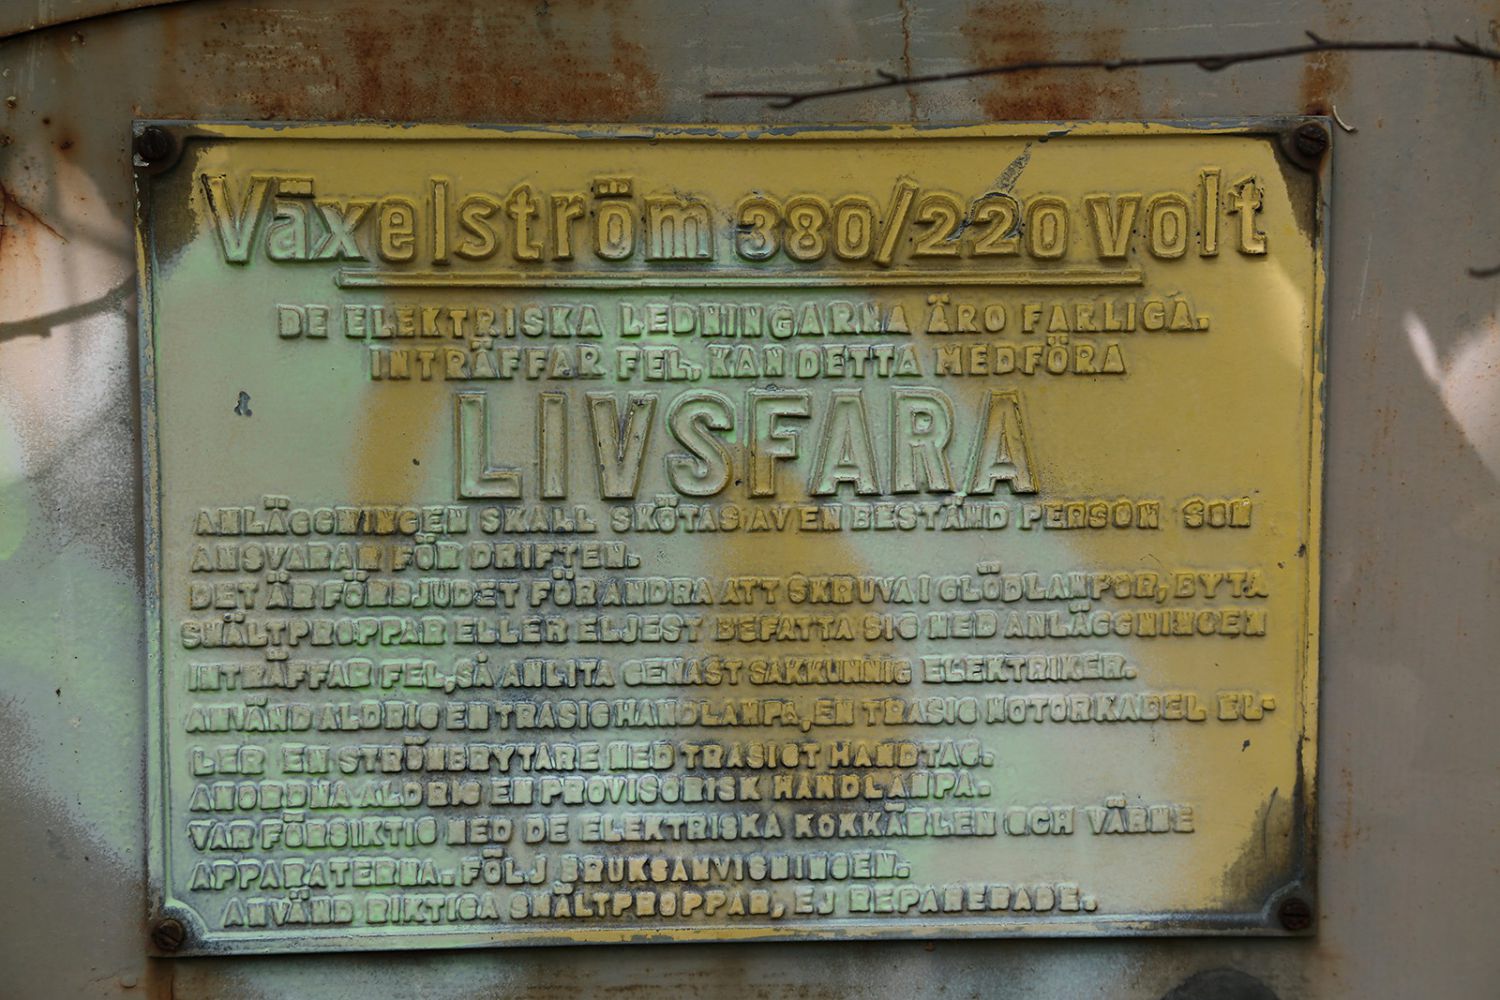 Växelström 380/220 volt
DE ELEKTRISKA LEDNINGARNA ÄRO FARLIGA.
INTRÄFFAR FEL, KAN DETTA MEDFÖRA
LIVSFARA
ANLÄGGNINGEN SKALL SKÖTAS AV EN BESTÄMD PERSON SOM
ANSVARAR FÖR DRIFTEN.
DET ÄR FÖRBJUDET FÖR ANDRA ATT SKRUVA I GLÖDLAMPOR, BYTA
SMÄLTPROPPAR ELLER ELJEST BEFATTA SIG MED ANLÄGGNINGEN
INTRÄFFAR FEL, SÅ ANLITA GENAST SAKKUNNIG ELEKTRIKER.
ANVÄND ALDRIG EN TRASIG HANDLAMPA, EN TRASIG MOTORKABEL EL-
LER EN STRÖMBRYTARE MED TRASIGT HANDTAG.
ANORDNA ALDRIG EN PROVISORISK HANDLAMPA.
VAR FÖRSIKTIG MED DE ELEKTRISKA KOKKÄRLEN OCH VÄRME
APPARATERNA. FÖLJ BRUKSANVISNINGEN.
ANVÄND RIKTIGA SMÄLTPROPPAR, EJ REPARERADE.